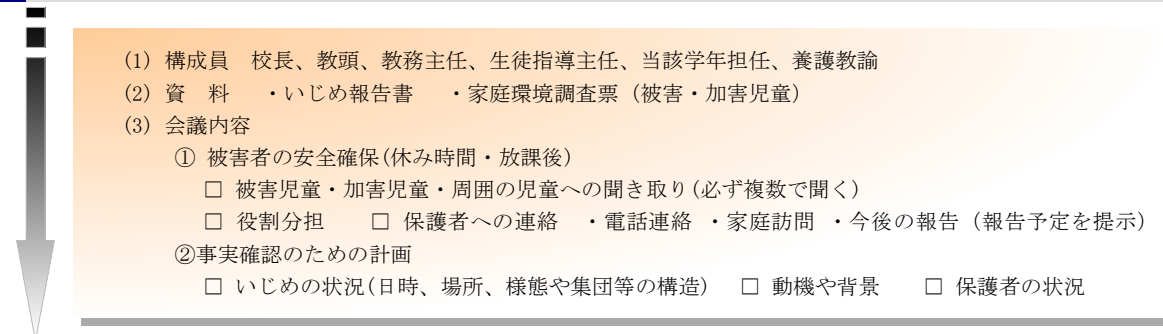 (1) 構成員　校長、教頭、教務主任、生徒指導主任、当該学年担任、養護教諭
(2) 資　料　・いじめ報告書　・家庭環境調査票（被害・加害児童）
(3) 会議内容
① 被害者の安全確保(休み時間・放課後)
□ 被害児童・加害児童・周囲の児童への聞き取り(必ず複数で聞く)
□ 役割分担　□ 保護者への連絡　・電話連絡 ・家庭訪問 ・今後の報告（報告予定を提示）
②事実確認のための計画
□ いじめの状況(日時、場所、様態や集団等の構造)　□ 動機や背景　□ 保護者の状況